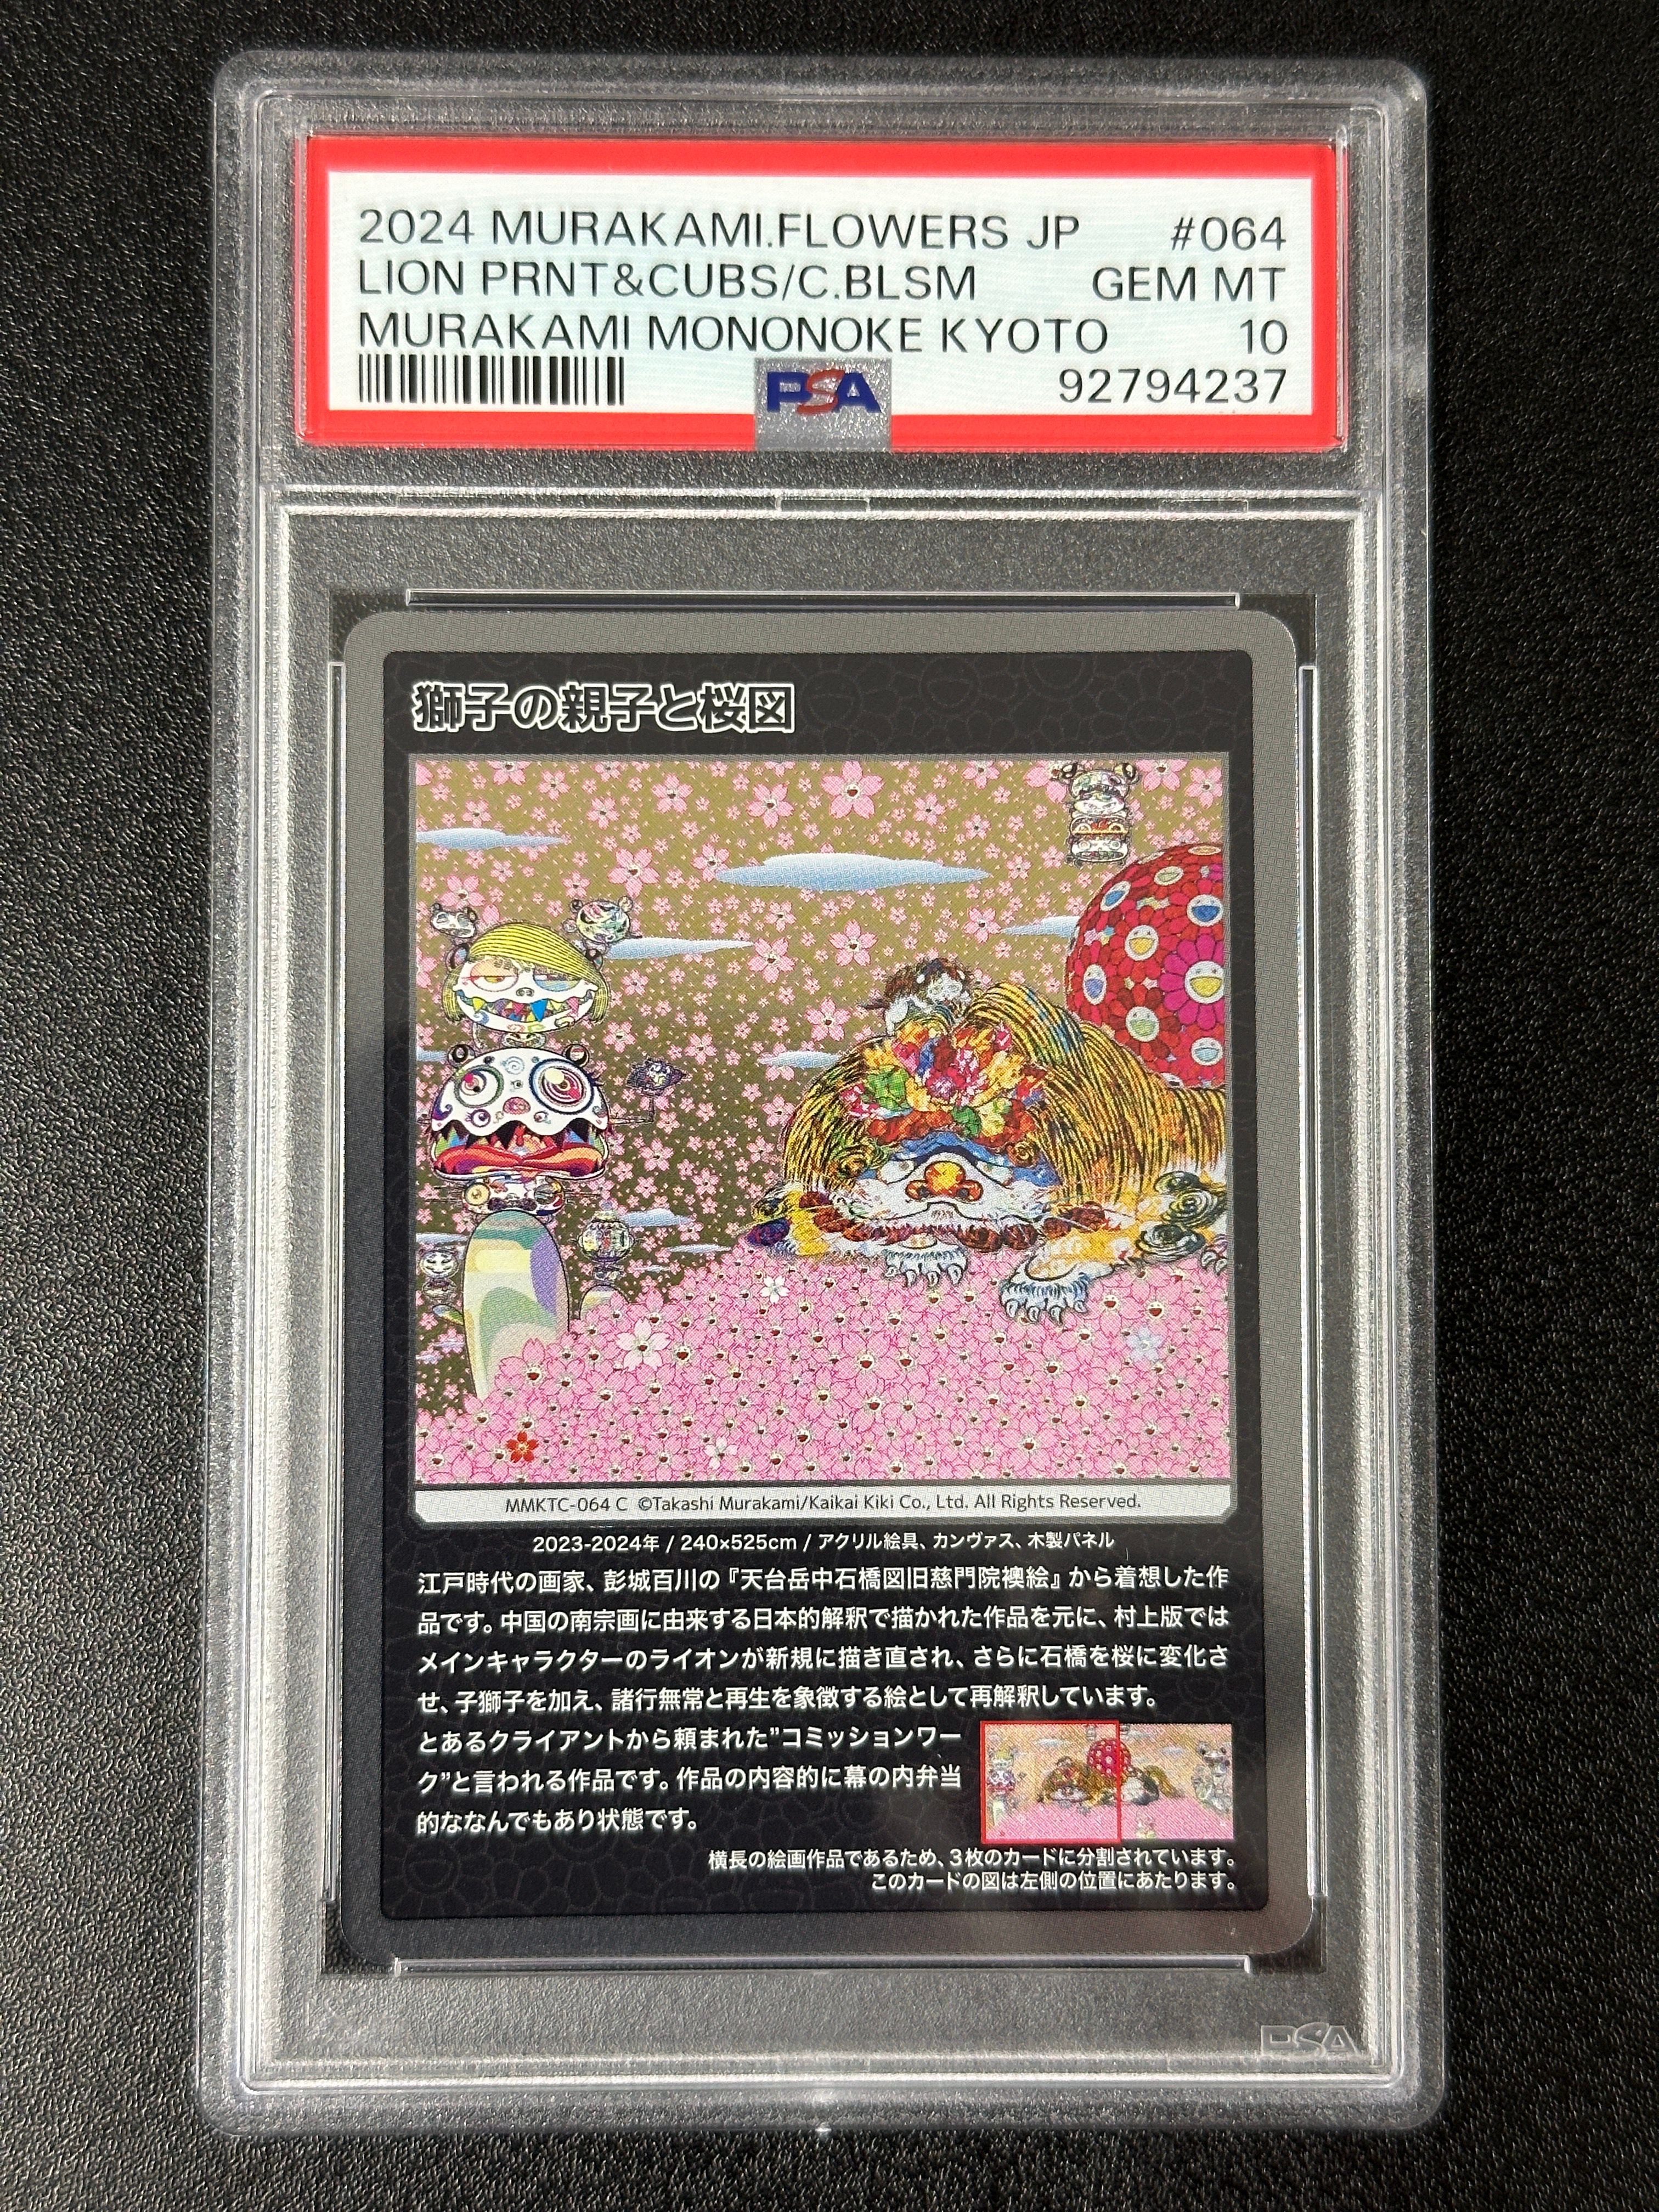 2024 MURAKAMI.FLOWERS JP #064
LION PRNT&CUBS/C.BLSM GEM MT
MURAKAMI MONONOKE KYOTO 10
PSA 92794237
獅子の親子と桜図
MMKTC-064 C ©Takashi Murakami/Kaikai Kiki Co., Ltd. All Rights Reserved.
2023-2024年 / 240×525cm / アクリル絵具、カンヴァス、木製パネル
江戸時代の画家、彭城百川の『天台岳中石橋図旧慈門院襖絵』から着想した作
品です。中国の南宗画に由来する日本的解釈で描かれた作品を元に、村上版では
メインキャラクターのライオンが新規に描き直され、さらに石橋を桜に変化さ
せ、子獅子を加え、諸行無常と再生を象徴する絵として再解釈しています。
とあるクライアントから頼まれた"コミッションワー
ク"と言われる作品です。作品の内容的に幕の内弁当
的ななんでもあり状態です。
横長の絵画作品であるため、3枚のカードに分割されています。
このカードの図は左側の位置にあたります。
PSA